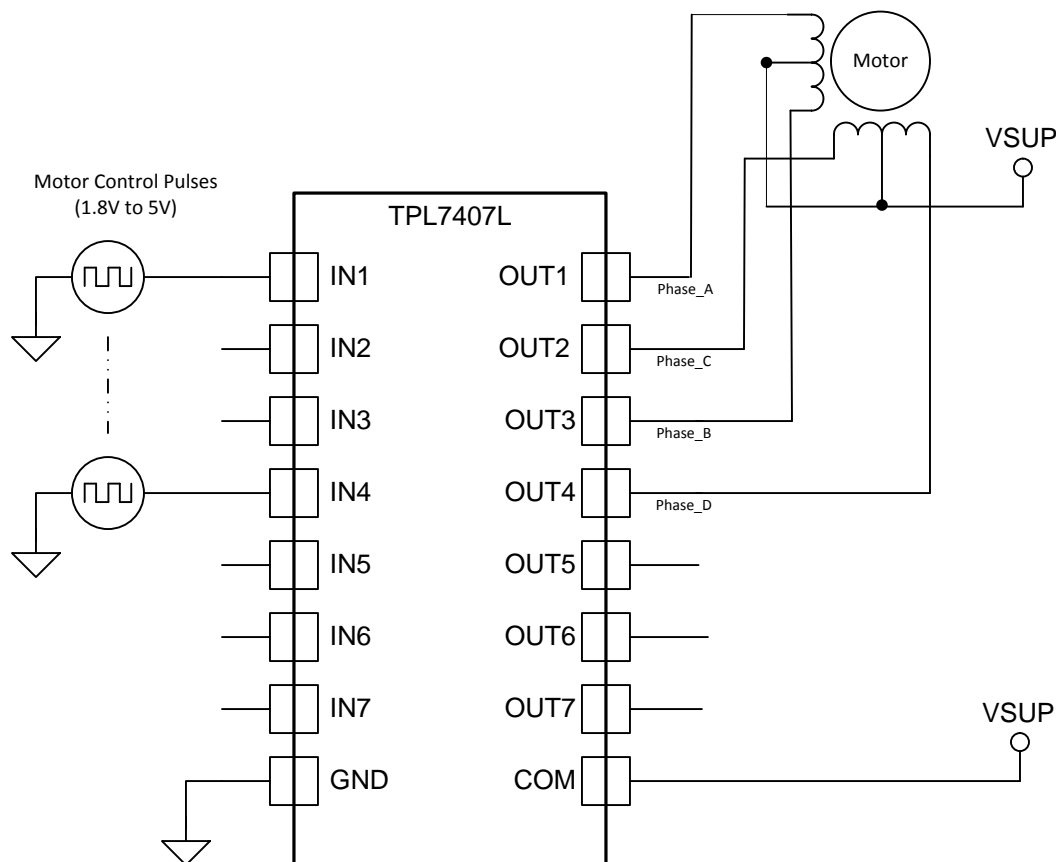 Motor
VSUP
Motor Control Pulses
(1.8V to 5V)
TPL7407L
IN1
OUT1
Phase_A
IN2
OUT2
Phase_C
IN3
OUT3
Phase_B
IN4
OUT4
Phase_D
IN5
OUT5
IN6
OUT6
IN7
OUT7
VSUP
GND
COM